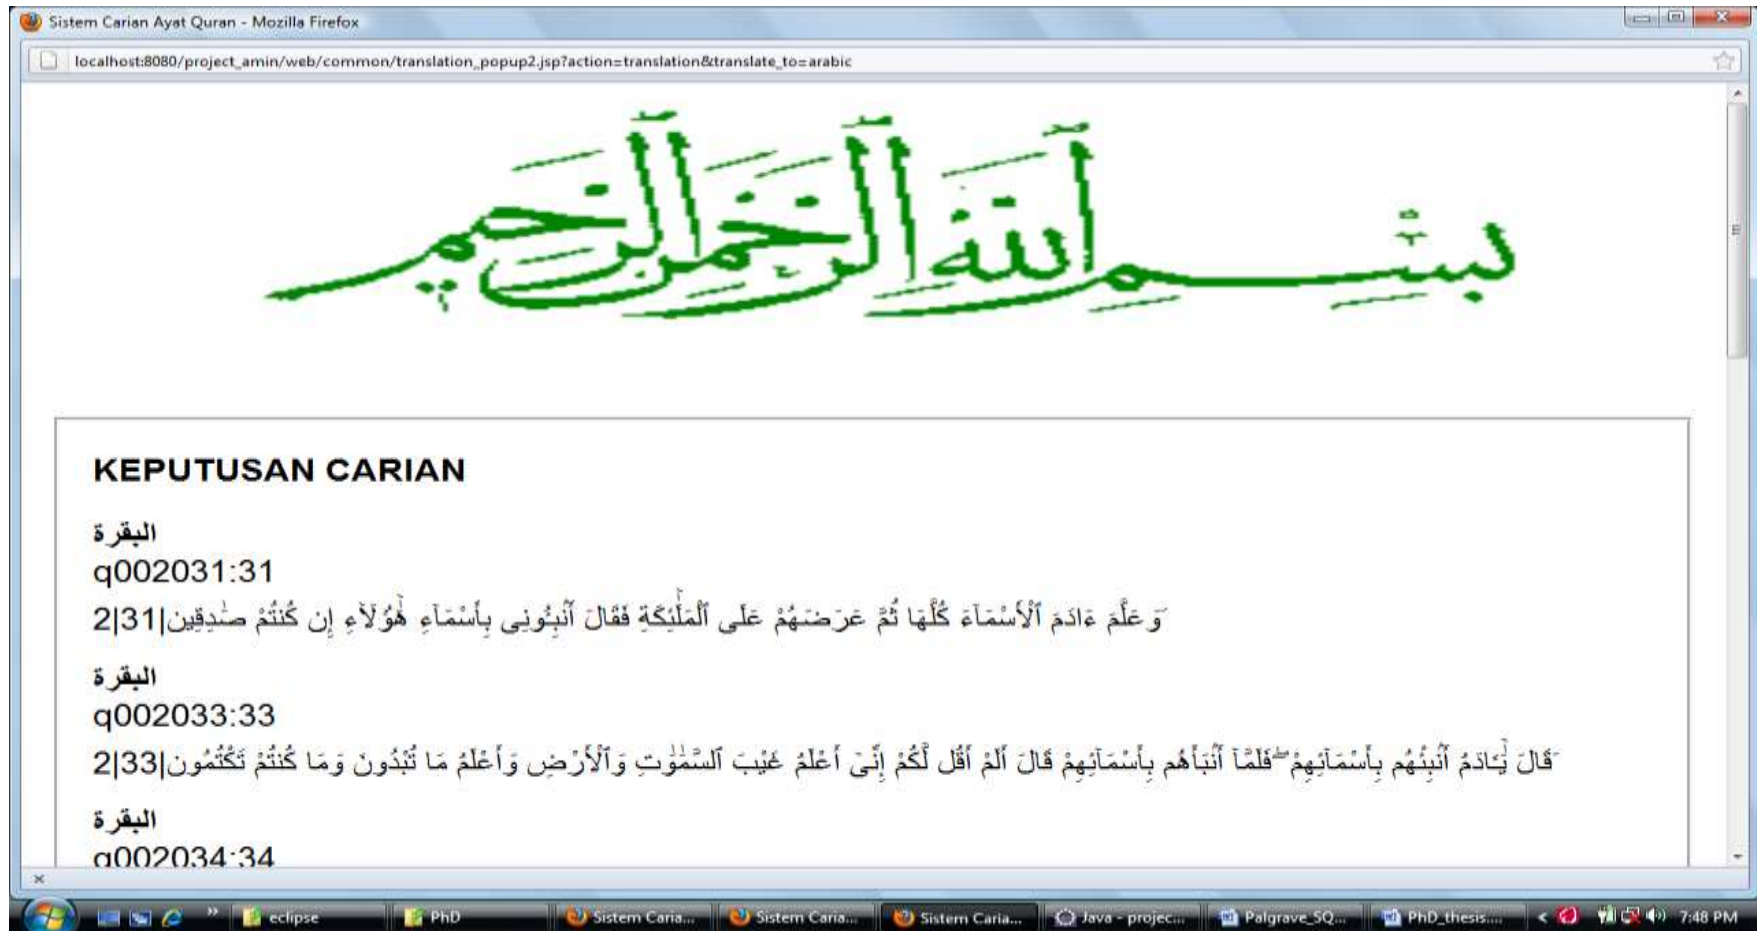 Sistem Carian Ayat Quran - Mozilla Firefox
localhost:8080/project_amin/web/common/translation_popup2.jsp?action=translation&translate_to=arabic
بسم الله الرحمن الرحيم
KEPUTUSAN CARIAN
البقرة
q002031:31
وَعَلَّمَ ءَادَمَ ٱلْأَسْمَآءَ كُلَّهَا ثُمَّ عَرَضَهُمْ عَلَى ٱلْمَلَٰٓئِكَةِ فَقَالَ أَنۢبِـُٔونِى بِأَسْمَآءِ هَٰٓؤُلَآءِ إِن كُنتُمْ صَٰدِقِين|2|31
البقرة
q002033:33
قَالَ يَٰٓـَٔادَمُ أَنۢبِئْهُم بِأَسْمَآئِهِمْ ۖ فَلَمَّآ أَنۢبَأَهُم بِأَسْمَآئِهِمْ قَالَ أَلَمْ أَقُل لَّكُمْ إِنِّىٓ أَعْلَمُ غَيْبَ ٱلسَّمَٰوَٰتِ وَٱلْأَرْضِ وَأَعْلَمُ مَا تُبْدُونَ وَمَا كُنتُمْ تَكْتُمُون|2|33
البقرة
q002034:34
eclipse
PhD
Sistem Caria...
Sistem Caria...
Sistem Caria...
Java - projec...
Palgrave_SQ...
PhD_thesis....
7:48 PM